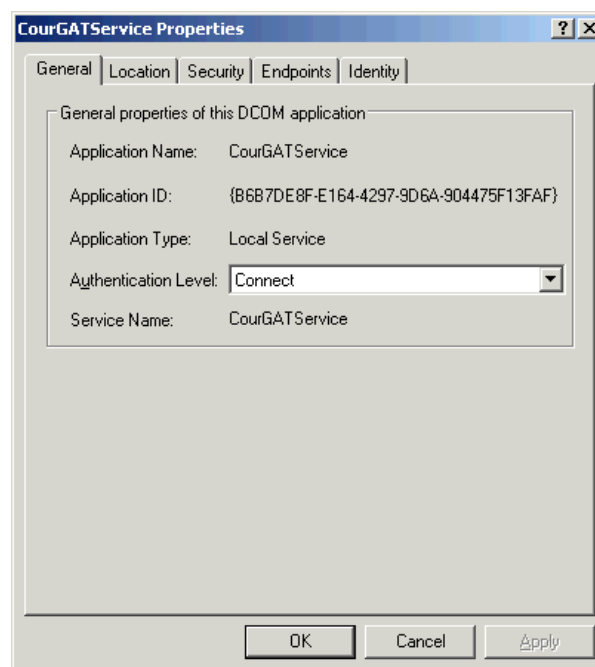 CourGATService Properties
General Location Security Endpoints Identity
General properties of this DCOM application
Application Name: CourGATService
Application ID: {B6B7DE8F-E164-4297-9D6A-904475F13FAF}
Application Type: Local Service
Authentication Level: Connect
Service Name: CourGATService
OK Cancel Apply